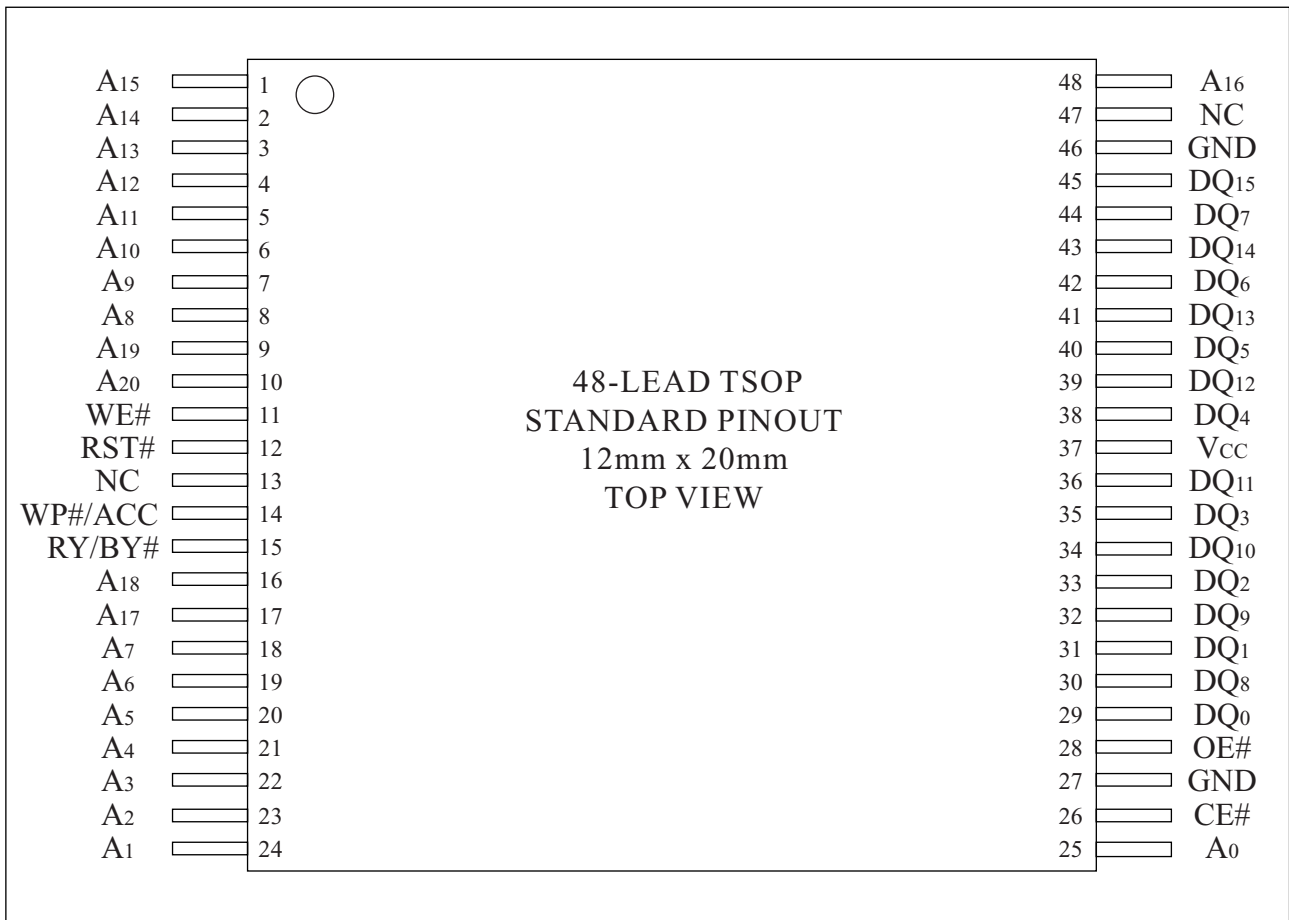 A15 1 48 A16
A14 2 47 NC
A13 3 46 GND
A12 4 45 DQ15
A11 5 44 DQ7
A10 6 43 DQ14
A9 7 42 DQ6
A8 8 41 DQ13
A19 9 40 DQ5
A20 10 39 DQ12
WE# 11 38 DQ4
RST# 12 37 VCC
NC 13 36 DQ11
WP#/ACC 14 35 DQ3
RY/BY# 15 34 DQ10
A18 16 33 DQ2
A17 17 32 DQ9
A7 18 31 DQ1
A6 19 30 DQ8
A5 20 29 DQ0
A4 21 28 OE#
A3 22 27 GND
A2 23 26 CE#
A1 24 25 A0
48-LEAD TSOP
STANDARD PINOUT
12mm x 20mm
TOP VIEW